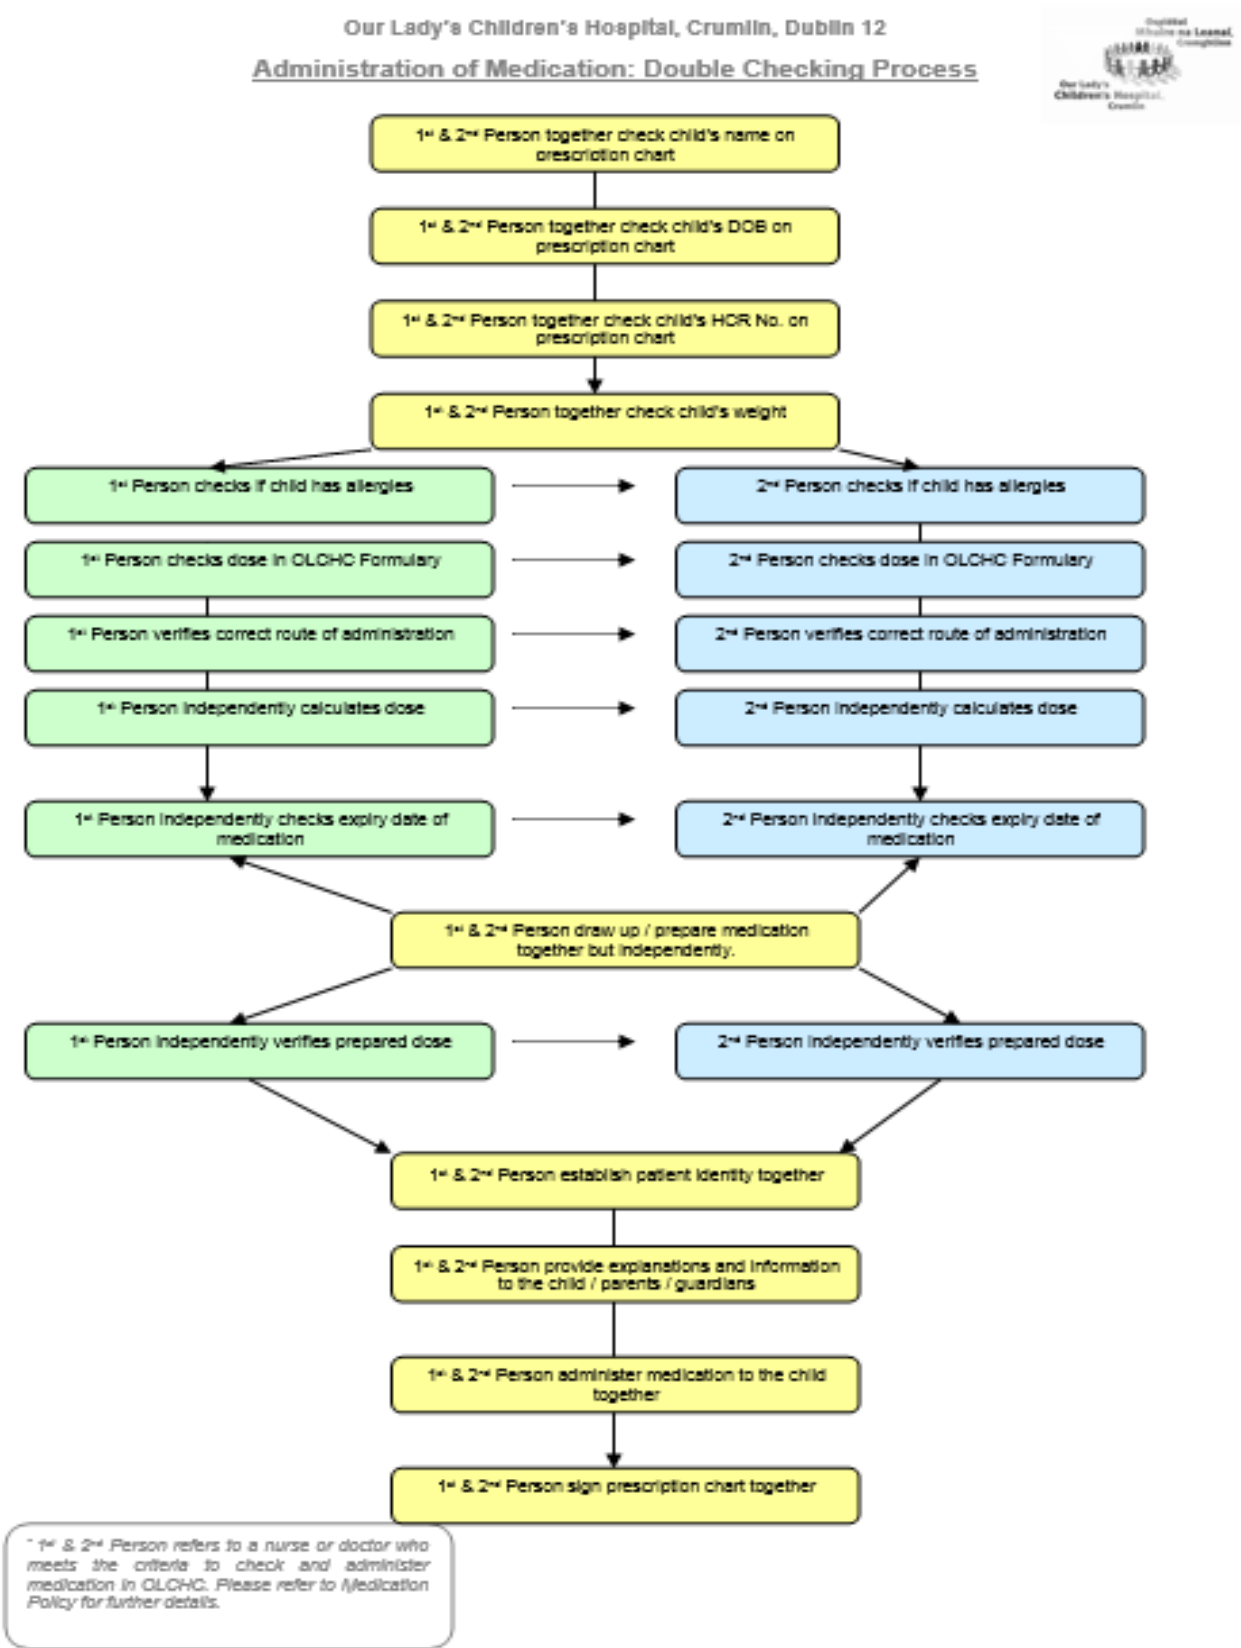 Our Lady's Children's Hospital, Crumlin, Dublin 12
Administration of Medication: Double Checking Process
Ospidéal
Mhuire na Leanaí,
Cromghlinn
Our Lady's
Children's Hospital,
Crumlin
1st & 2nd Person together check child's name on
prescription chart
1st & 2nd Person together check child's DOB on
prescription chart
1st & 2nd Person together check child's HCR No. on
prescription chart
1st & 2nd Person together check child's weight
1st Person checks if child has allergies
2nd Person checks if child has allergies
1st Person checks dose in OLCHC Formulary
2nd Person checks dose in OLCHC Formulary
1st Person verifies correct route of administration
2nd Person verifies correct route of administration
1st Person independently calculates dose
2nd Person independently calculates dose
1st Person independently checks expiry date of
medication
2nd Person independently checks expiry date of
medication
1st & 2nd Person draw up / prepare medication
together but independently.
1st Person independently verifies prepared dose
2nd Person independently verifies prepared dose
1st & 2nd Person establish patient identity together
1st & 2nd Person provide explanations and information
to the child / parents / guardians
1st & 2nd Person administer medication to the child
together
1st & 2nd Person sign prescription chart together
* 1st & 2nd Person refers to a nurse or doctor who
meets the criteria to check and administer
medication in OLCHC. Please refer to Medication
Policy for further details.